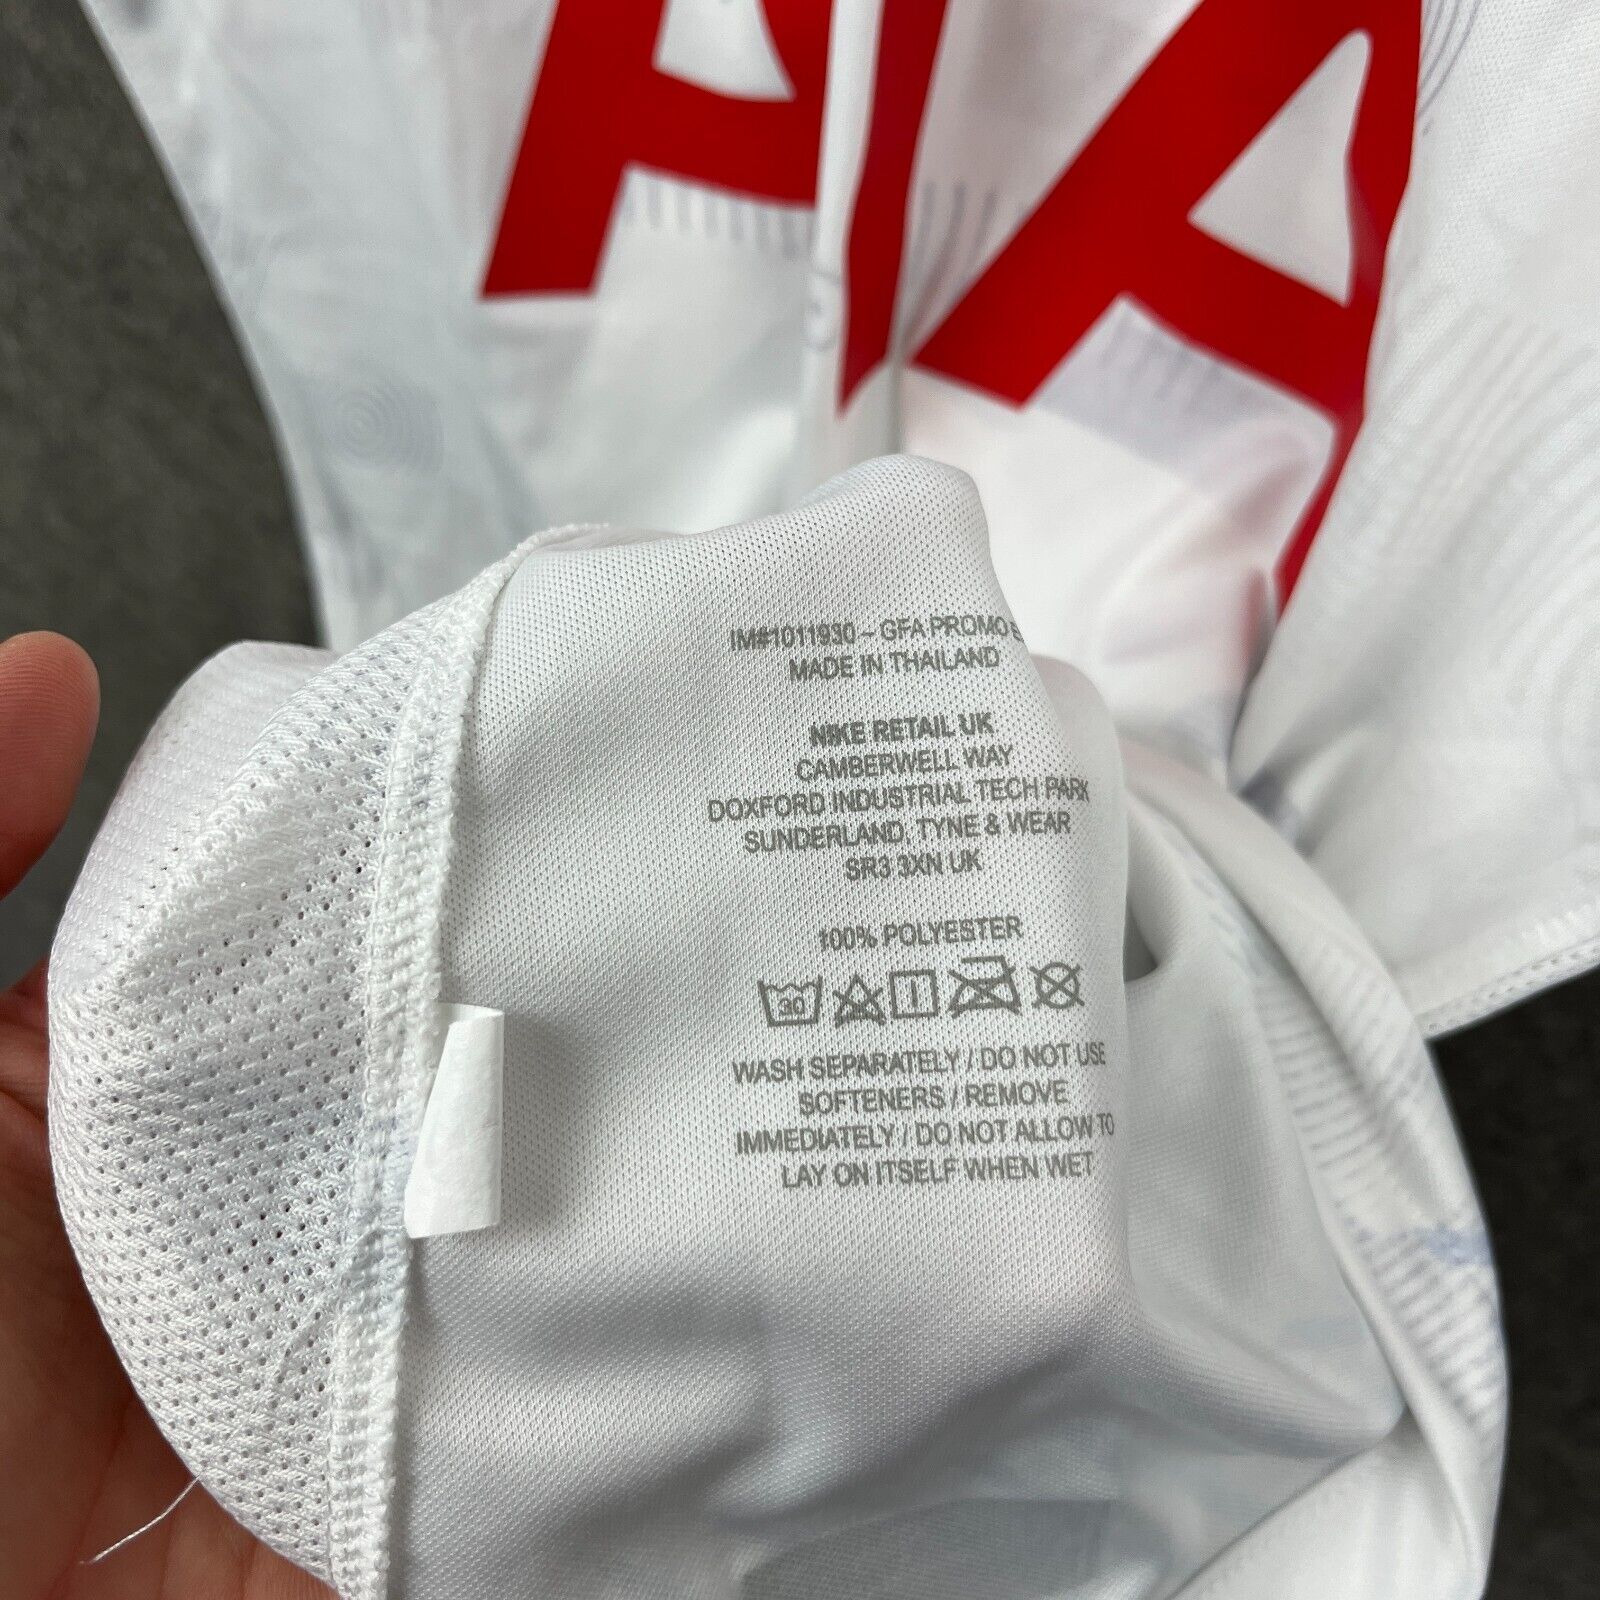 AIA
IM#1011930 - GFA PROMO
MADE IN THAILAND
NIKE RETAIL UK
CAMBERWELL WAY
DOXFORD INDUSTRIAL TECH PARK
SUNDERLAND, TYNE & WEAR
SR3 3XN UK
100% POLYESTER
30
WASH SEPARATELY / DO NOT USE
SOFTENERS / REMOVE
IMMEDIATELY / DO NOT ALLOW TO
LAY ON ITSELF WHEN WET